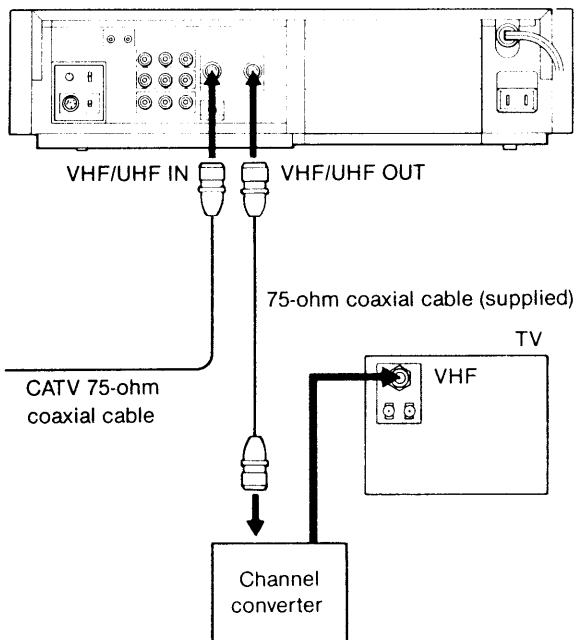 VHF/UHF IN
VHF/UHF OUT
75-ohm coaxial cable (supplied)
TV
VHF
CATV 75-ohm
coaxial cable
Channel
converter